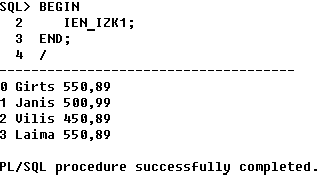 SQL> BEGIN
2 IEN_IZK1;
3 END;
4 /
-------------------------------------
0 Girts 550,89
1 Janis 500,99
2 Vilis 450,89
3 Laima 550,89
PL/SQL procedure successfully completed.